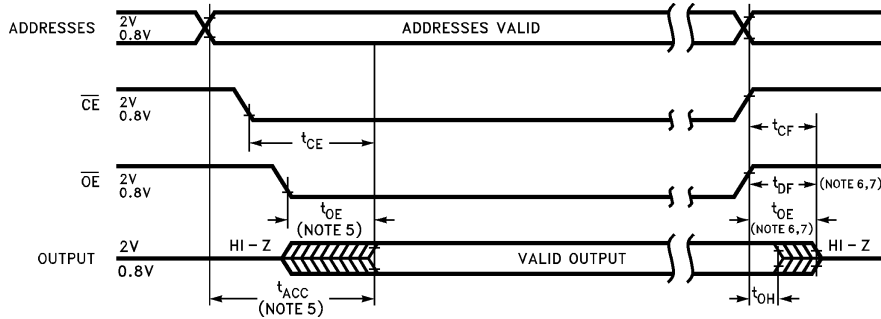 ADDRESSES
2V
0.8V
ADDRESSES VALID
CE
2V
0.8V
tCE
tCF
OE
2V
0.8V
tOE
(NOTE 5)
tDF
(NOTE 6,7)
tOE
(NOTE 6,7)
OUTPUT
2V
0.8V
HI-Z
VALID OUTPUT
HI-Z
tACC
(NOTE 5)
tOH